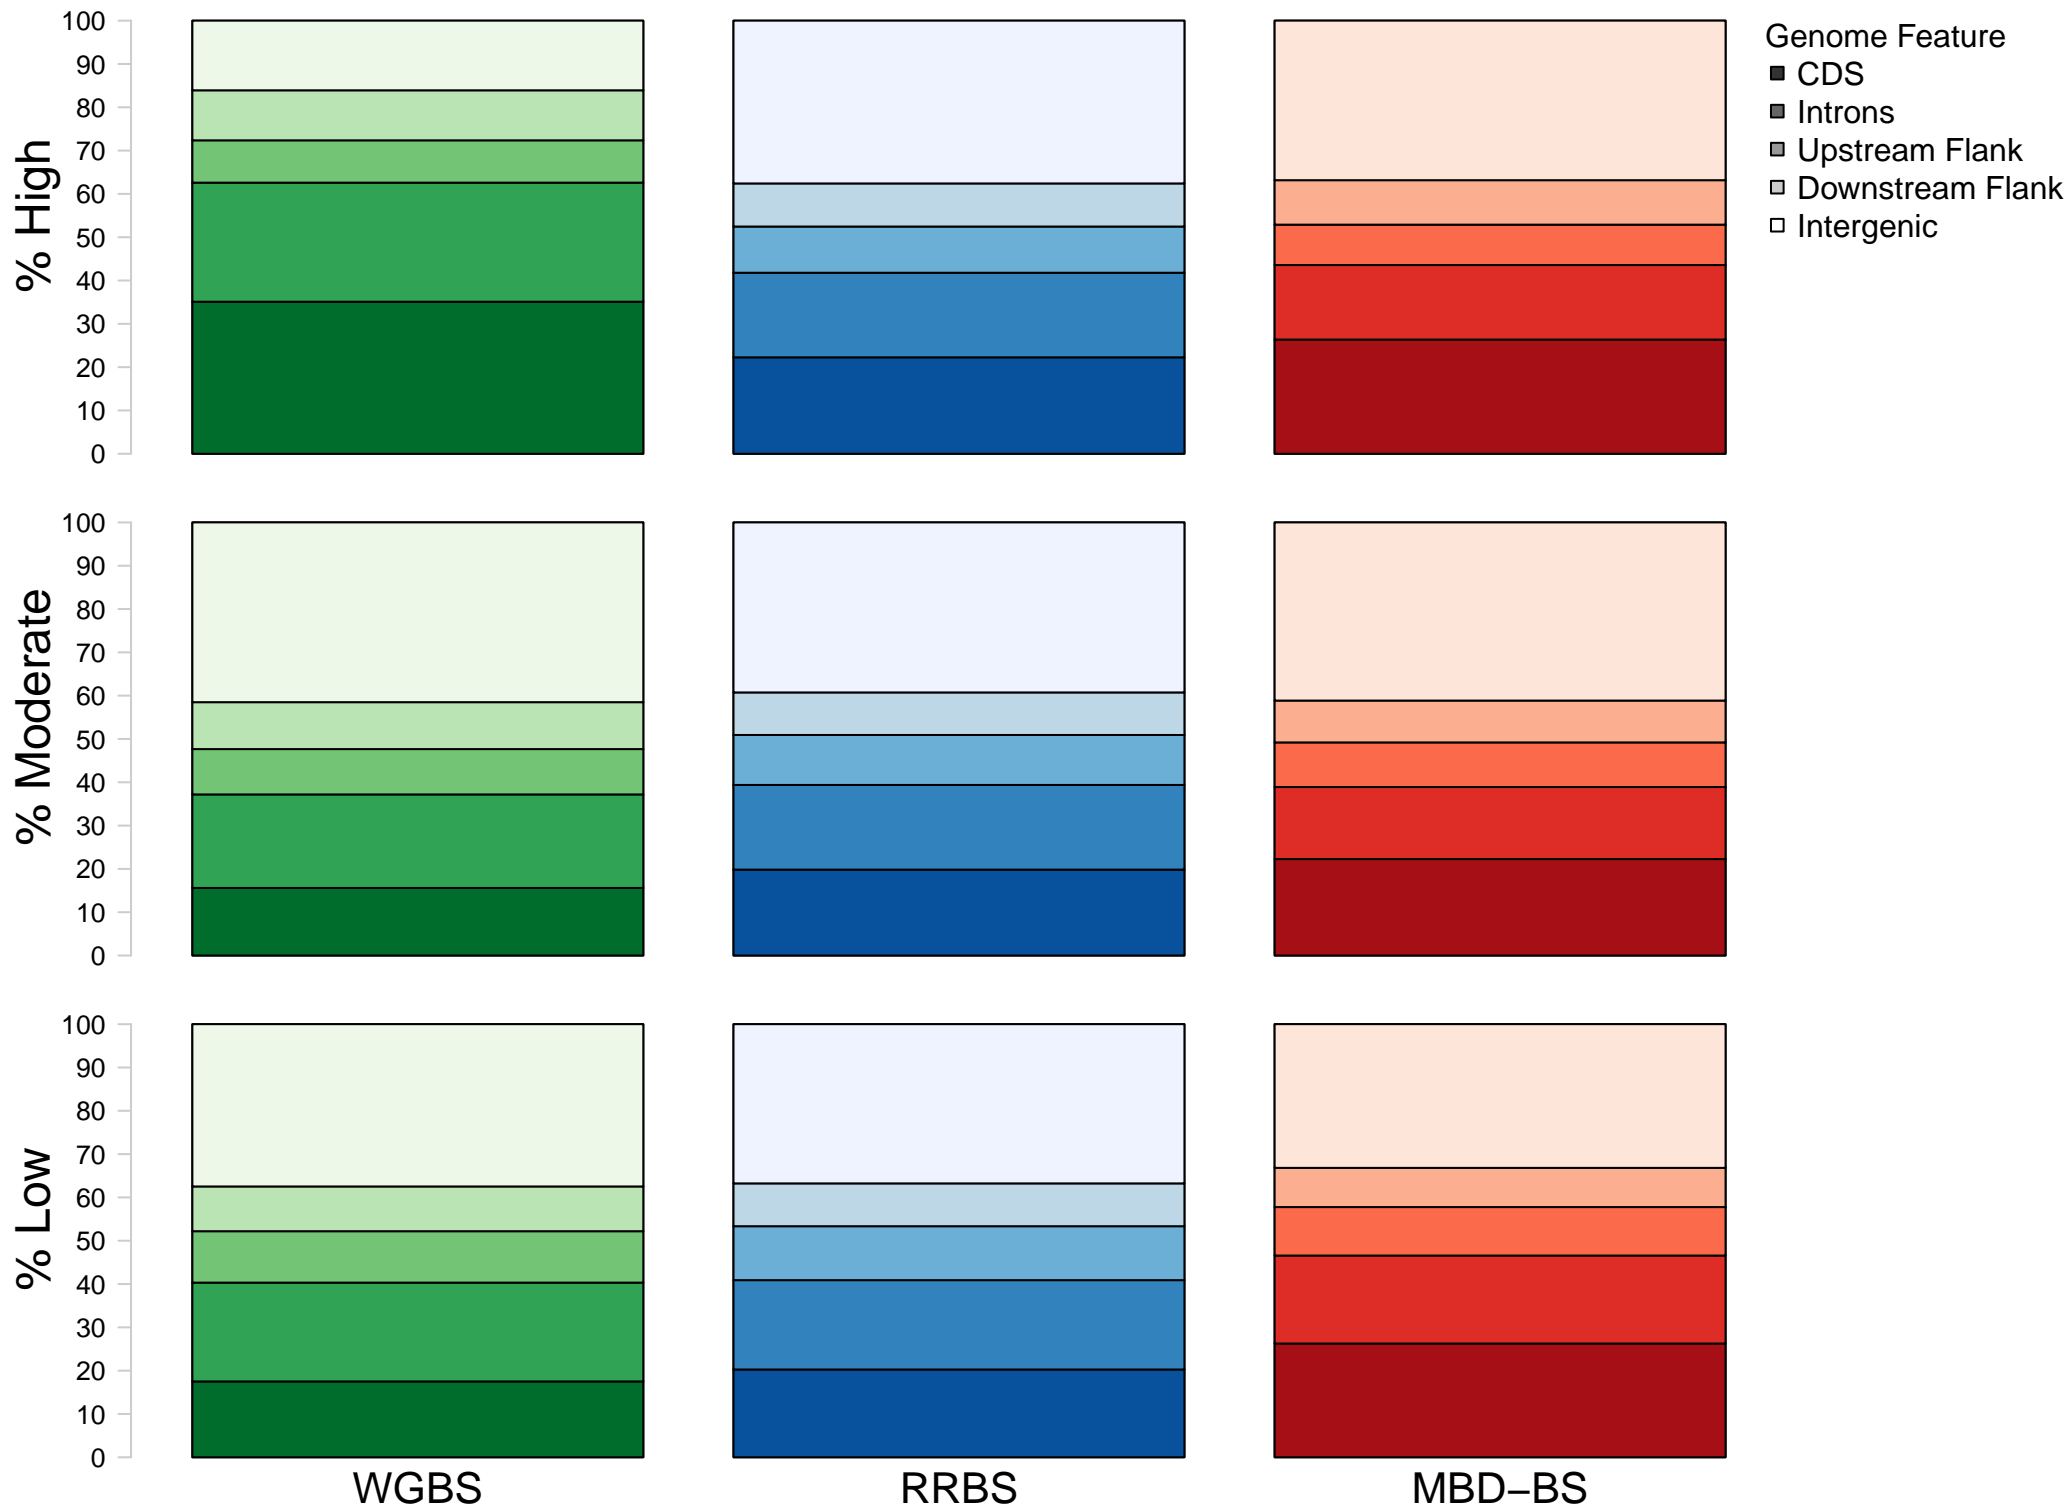 Genome Feature
CDS
Introns
Upstream Flank
Downstream Flank
Intergenic
% High
100
90
80
70
60
50
40
30
20
10
0
% Moderate
100
90
80
70
60
50
40
30
20
10
0
% Low
100
90
80
70
60
50
40
30
20
10
0
WGBS
RRBS
MBD−BS